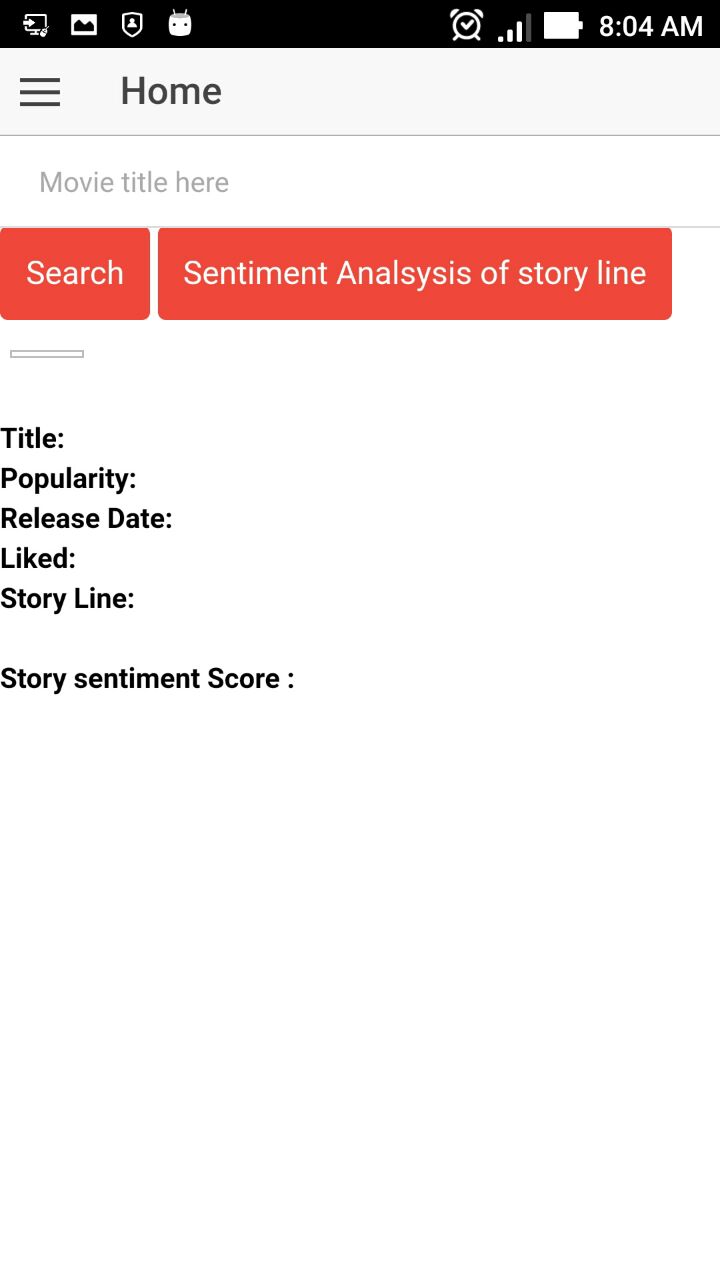 8:04 AM
Home
Movie title here
Search
Sentiment Analsysis of story line
Title:
Popularity:
Release Date:
Liked:
Story Line:
Story sentiment Score :